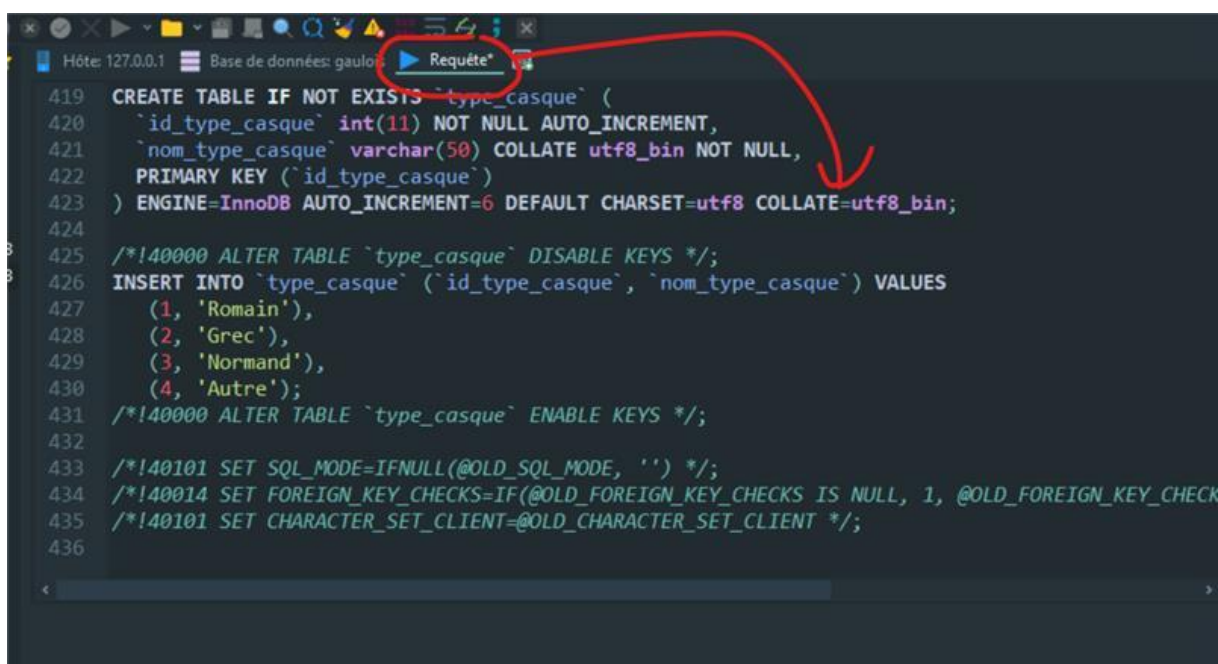 Hôte: 127.0.0.1 Base de données: gaulois Requête*
419 CREATE TABLE IF NOT EXISTS `type_casque` (
420 `id_type_casque` int(11) NOT NULL AUTO_INCREMENT,
421 `nom_type_casque` varchar(50) COLLATE utf8_bin NOT NULL,
422 PRIMARY KEY (`id_type_casque`)
423 ) ENGINE=InnoDB AUTO_INCREMENT=6 DEFAULT CHARSET=utf8 COLLATE=utf8_bin;
424
425 /*!40000 ALTER TABLE `type_casque` DISABLE KEYS */;
426 INSERT INTO `type_casque` (`id_type_casque`, `nom_type_casque`) VALUES
427 (1, 'Romain'),
428 (2, 'Grec'),
429 (3, 'Normand'),
430 (4, 'Autre');
431 /*!40000 ALTER TABLE `type_casque` ENABLE KEYS */;
432
433 /*!40101 SET SQL_MODE=IFNULL(@OLD_SQL_MODE, '') */;
434 /*!40014 SET FOREIGN_KEY_CHECKS=IF(@OLD_FOREIGN_KEY_CHECKS IS NULL, 1, @OLD_FOREIGN_KEY_CHECK
435 /*!40101 SET CHARACTER_SET_CLIENT=@OLD_CHARACTER_SET_CLIENT */;
436